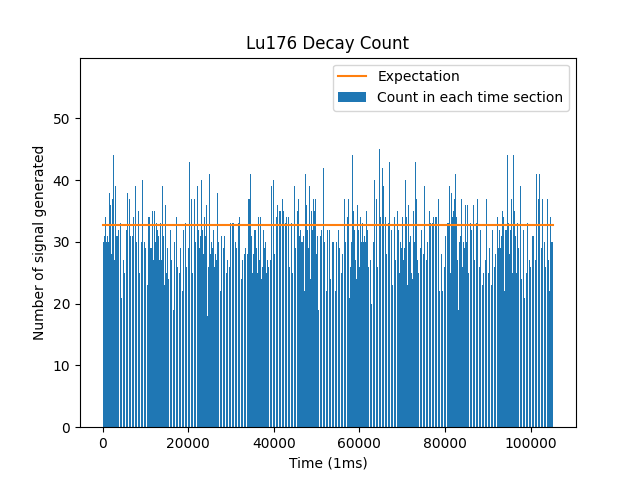 Lu176 Decay Count
Expectation
Count in each time section
Number of signal generated
50
40
30
20
10
0
0 20000 40000 60000 80000 100000
Time (1ms)